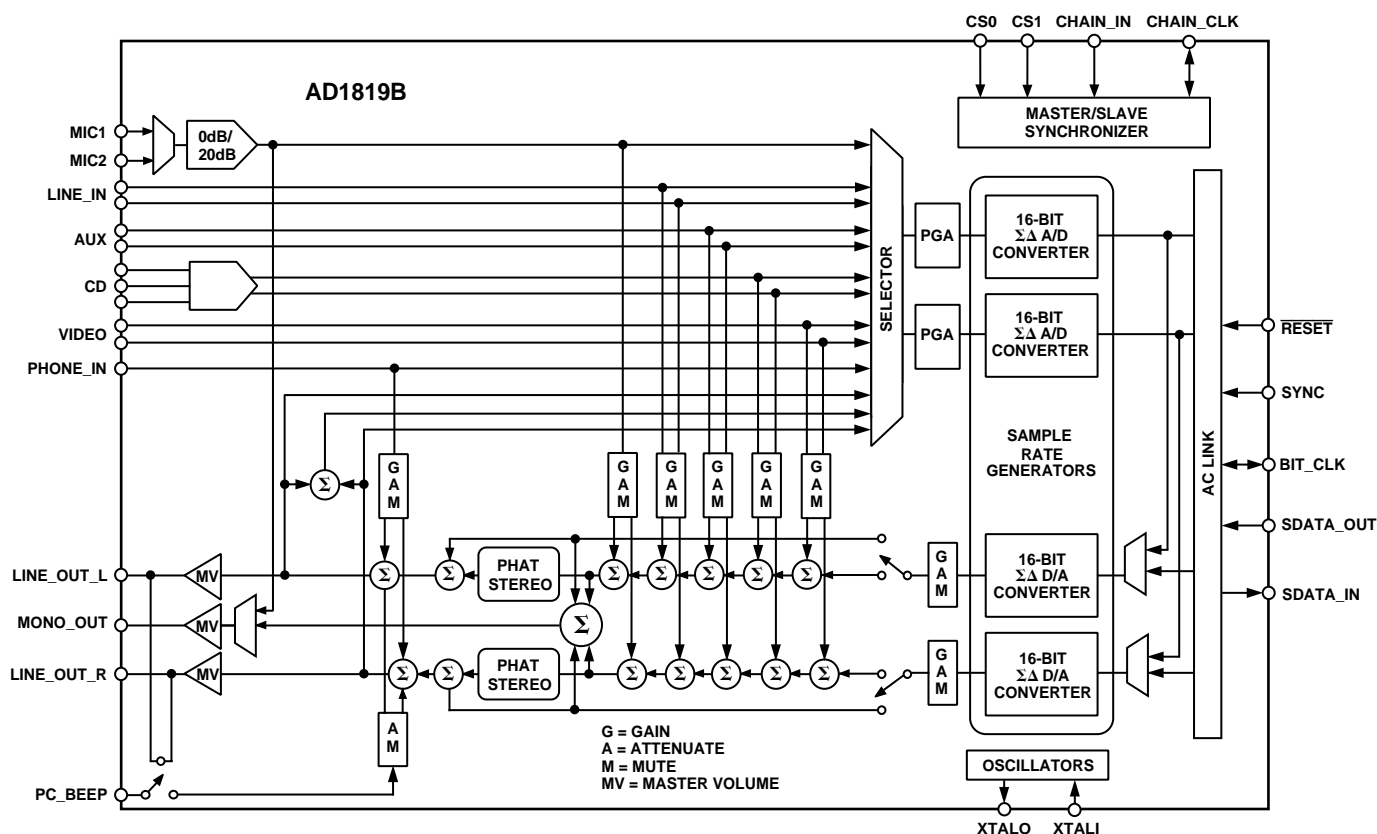 CS0 CS1 CHAIN_IN CHAIN_CLK
AD1819B
MASTER/SLAVE
SYNCHRONIZER
MIC1
MIC2
0dB/
20dB
LINE_IN
AUX
CD
VIDEO
PHONE_IN
SELECTOR
PGA
PGA
16-BIT
ΣΔ A/D
CONVERTER
16-BIT
ΣΔ A/D
CONVERTER
SAMPLE
RATE
GENERATORS
AC LINK
RESET
SYNC
BIT_CLK
SDATA_OUT
SDATA_IN
G
A
M
G
A
M
G
A
M
G
A
M
G
A
M
G
A
M
Σ
LINE_OUT_L
MV
Σ
Σ
PHAT
STEREO
Σ
Σ
Σ
Σ
Σ
G
A
M
16-BIT
ΣΔ D/A
CONVERTER
MONO_OUT
MV
Σ
LINE_OUT_R
MV
Σ
Σ
PHAT
STEREO
Σ
Σ
Σ
Σ
Σ
G
A
M
16-BIT
ΣΔ D/A
CONVERTER
A
M
G = GAIN
A = ATTENUATE
M = MUTE
MV = MASTER VOLUME
PC_BEEP
OSCILLATORS
XTALO XTALI